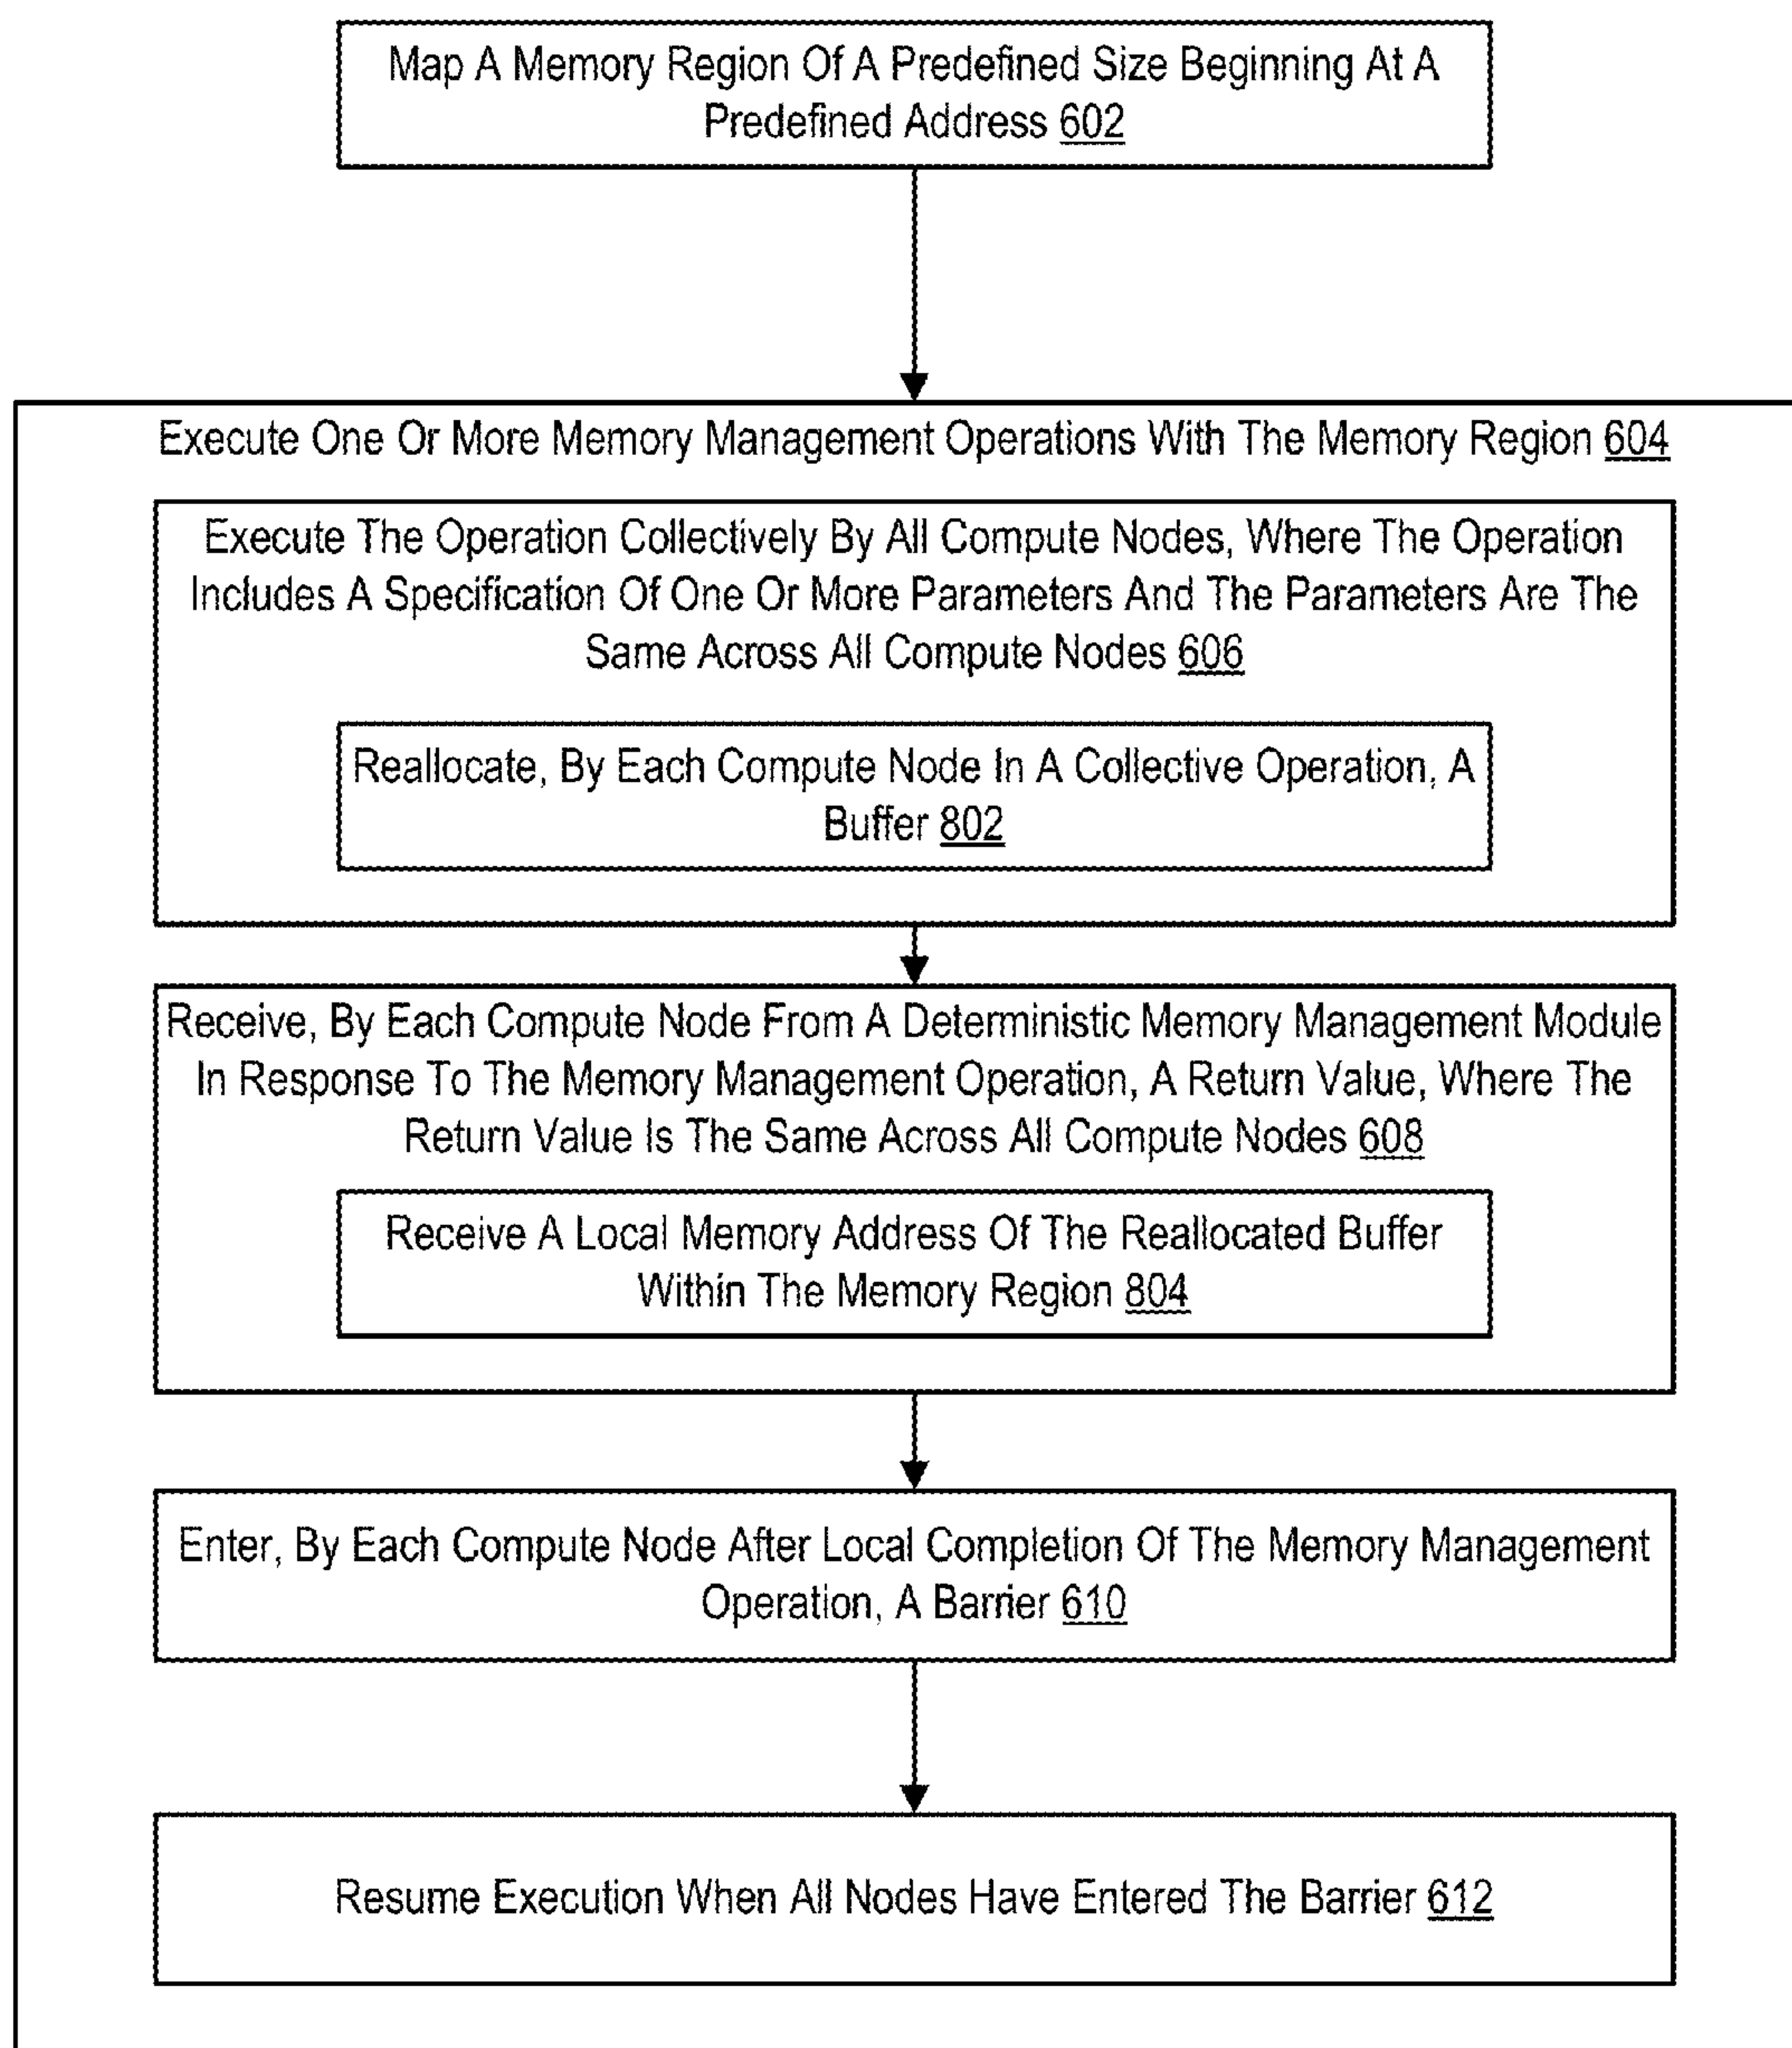 Map A Memory Region Of A Predefined Size Beginning At A
Predefined Address 602
Execute One Or More Memory Management Operations With The Memory Region 604
Execute The Operation Collectively By All Compute Nodes, Where The Operation
Includes A Specification Of One Or More Parameters And The Parameters Are The
Same Across All Compute Nodes 606
Reallocate, By Each Compute Node In A Collective Operation, A
Buffer 802
Receive, By Each Compute Node From A Deterministic Memory Management Module
In Response To The Memory Management Operation, A Return Value, Where The
Return Value Is The Same Across All Compute Nodes 608
Receive A Local Memory Address Of The Reallocated Buffer
Within The Memory Region 804
Enter, By Each Compute Node After Local Completion Of The Memory Management
Operation, A Barrier 610
Resume Execution When All Nodes Have Entered The Barrier 612